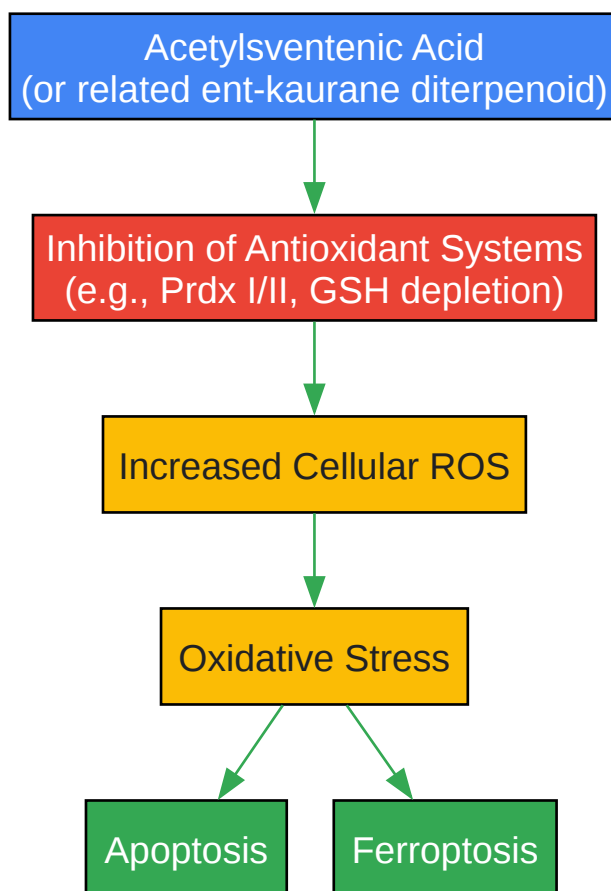 Acetylsventenic Acid
(or related ent-kaurane diterpenoid)
Inhibition of Antioxidant Systems
(e.g., Prdx I/II, GSH depletion)
Increased Cellular ROS
Oxidative Stress
Apoptosis
Ferroptosis